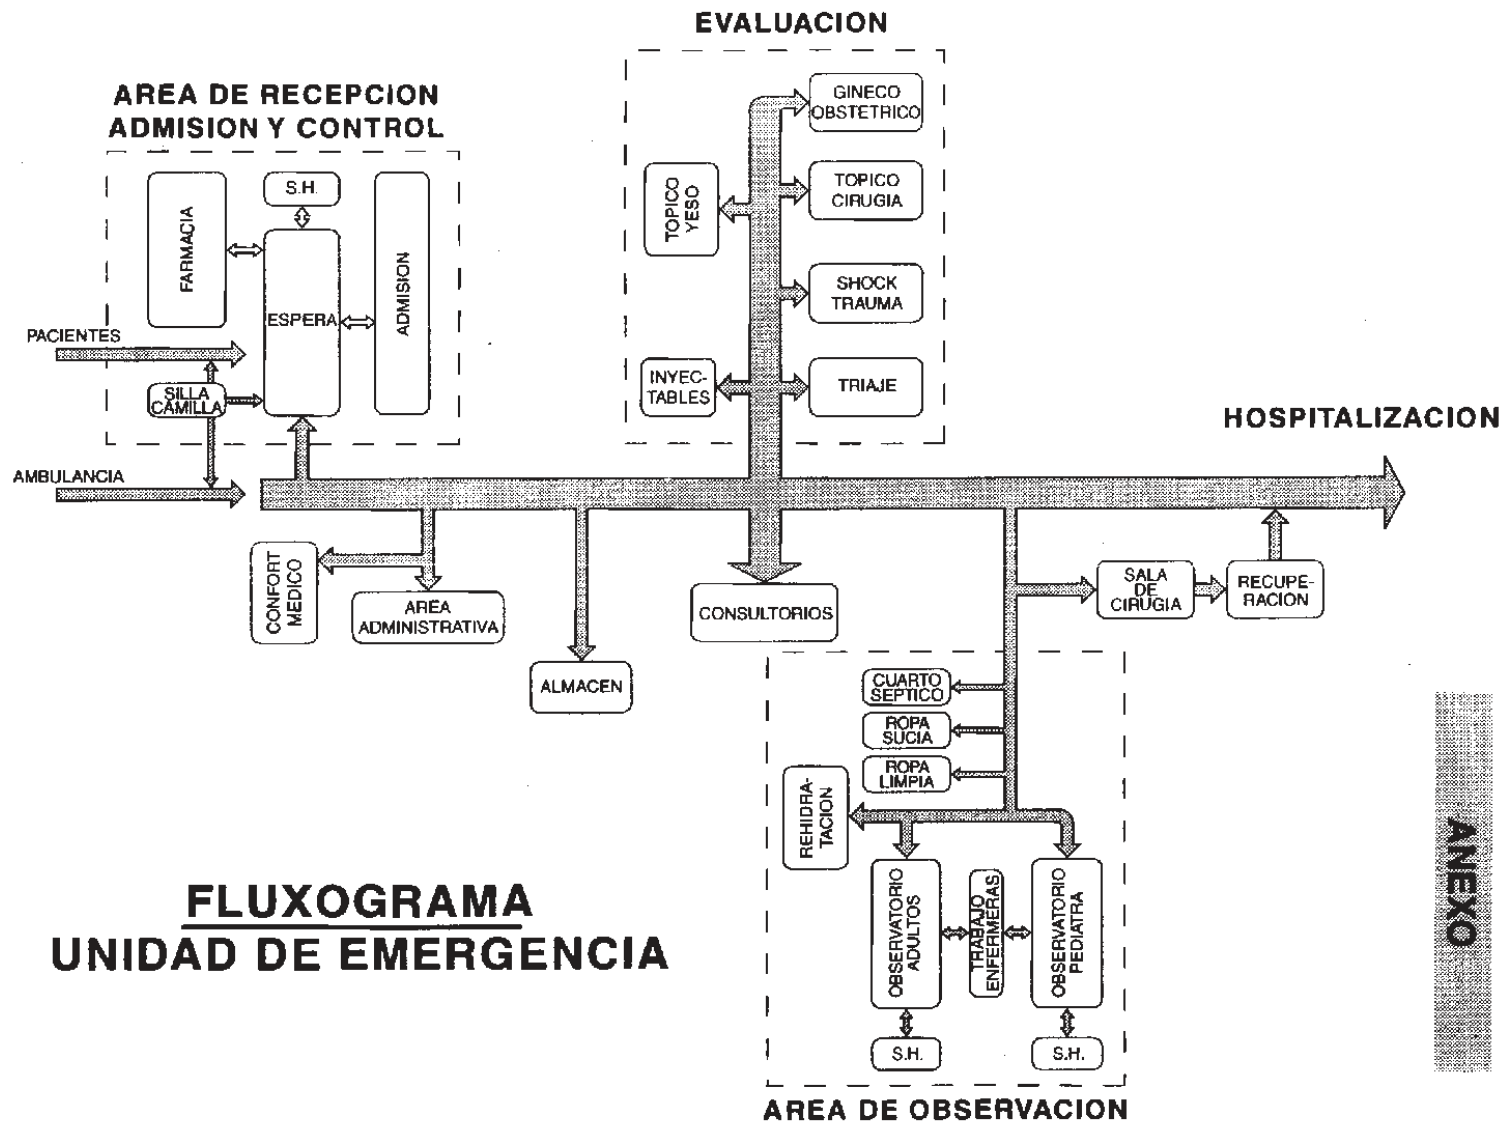 EVALUACION
AREA DE RECEPCION
ADMISION Y CONTROL
FARMACIA
S.H.
ESPERA
ADMISION
PACIENTES
SILLA
CAMILLA
AMBULANCIA
GINECO
OBSTETRICO
TOPICO
YESO
TOPICO
CIRUGIA
SHOCK
TRAUMA
INYEC-
TABLES
TRIAJE
HOSPITALIZACION
CONFORT
MEDICO
AREA
ADMINISTRATIVA
ALMACEN
CONSULTORIOS
SALA
DE
CIRUGIA
RECUPE-
RACION
CUARTO
SEPTICO
ROPA
SUCIA
ROPA
LIMPIA
REHIDRA-
TACION
OBSERVATORIO
ADULTOS
TRABAJO
ENFERMERAS
OBSERVATORIO
PEDIATRA
S.H.
S.H.
AREA DE OBSERVACION
FLUXOGRAMA
UNIDAD DE EMERGENCIA
ANEXO